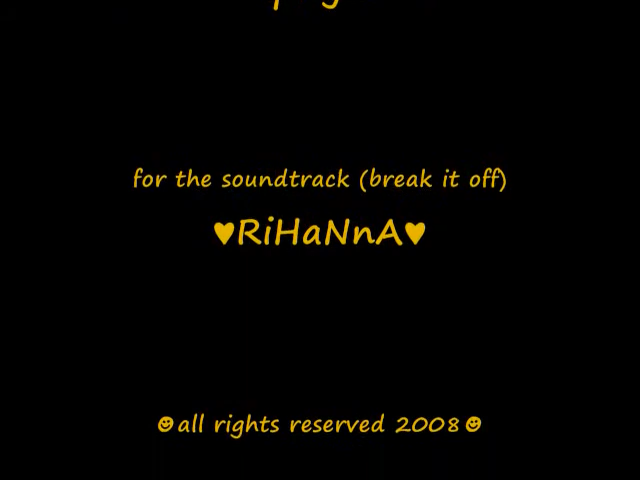 for the soundtrack (break it off)
♥RiHaNnA♥
☻all rights reserved 2008☻